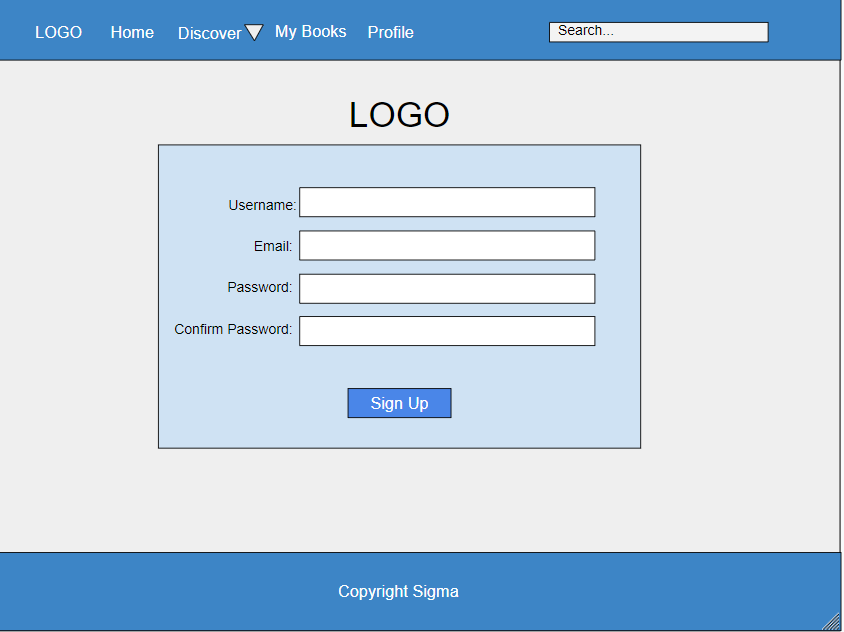 LOGO Home Discover My Books Profile Search...
LOGO
Username:
Email:
Password:
Confirm Password:
Sign Up
Copyright Sigma